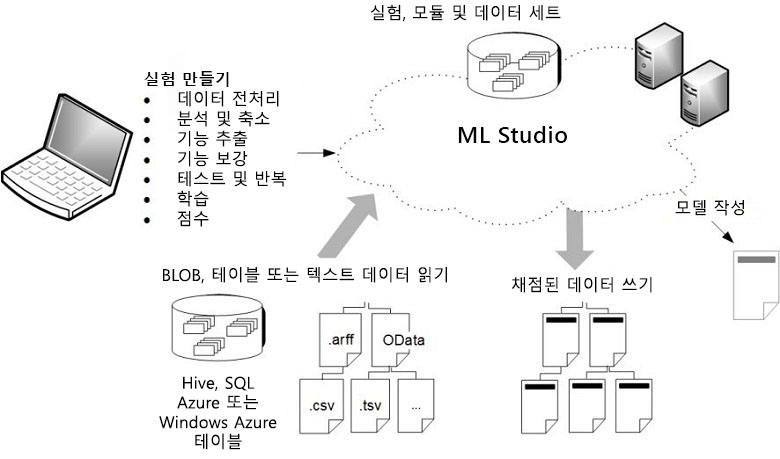 실험, 모듈 및 데이터 세트
실험 만들기
• 데이터 전처리
• 분석 및 축소
• 기능 추출
• 기능 보강
• 테스트 및 반복
• 학습
• 점수
ML Studio
모델 작성
BLOB, 테이블 또는 텍스트 데이터 읽기
채점된 데이터 쓰기
.arff
OData
.csv
.tsv
...
Hive, SQL
Azure 또는
Windows Azure
테이블